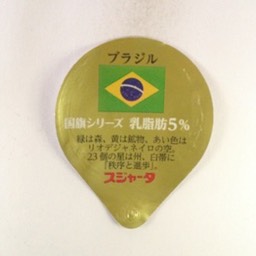 ブラジル
国旗シリーズ 乳脂肪5%
緑は森、黄は鉱物、あい色は
リオデジャネイロの空。
23個の星は州、白帯に
「秩序と進歩」。
スジャータ